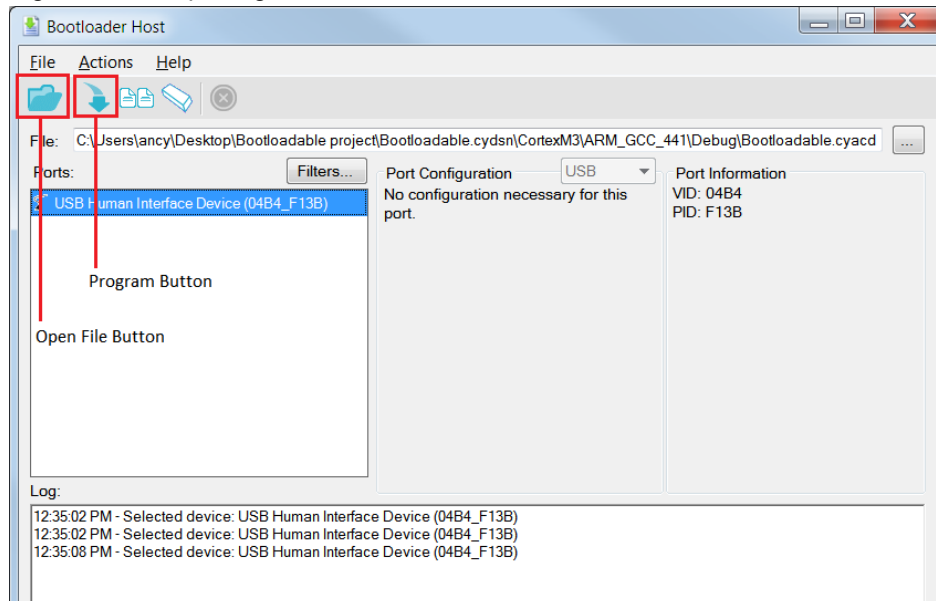 Bootloader Host
File Actions Help
File: C:\Users\ancy\Desktop\Bootloadable project\Bootloadable.cydsn\CortexM3\ARM_GCC_441\Debug\Bootloadable.cyacd ...
Ports: Filters...
USB Human Interface Device (04B4_F13B)
Port Configuration USB
No configuration necessary for this
port.
Port Information
VID: 04B4
PID: F13B
Program Button
Open File Button
Log:
12:35:02 PM - Selected device: USB Human Interface Device (04B4_F13B)
12:35:02 PM - Selected device: USB Human Interface Device (04B4_F13B)
12:35:08 PM - Selected device: USB Human Interface Device (04B4_F13B)